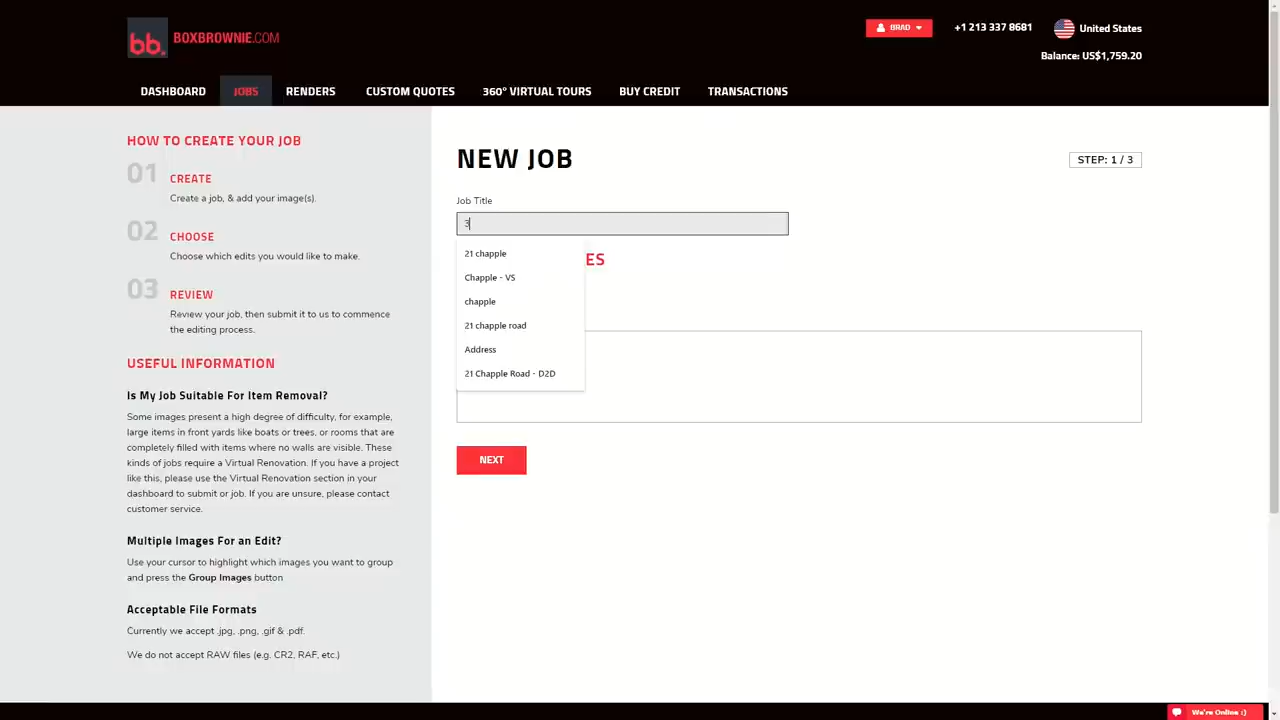 bb. BOXBROWNIE.COM
BRAD
+1 213 337 8681
United States
Balance: US$1,759.20
DASHBOARD JOBS RENDERS CUSTOM QUOTES 360° VIRTUAL TOURS BUY CREDIT TRANSACTIONS
HOW TO CREATE YOUR JOB
01 CREATE
Create a job, & add your image(s).
02 CHOOSE
Choose which edits you would like to make.
03 REVIEW
Review your job, then submit it to us to commence
the editing process.
USEFUL INFORMATION
Is My Job Suitable For Item Removal?
Some images present a high degree of difficulty, for example,
large items in front yards like boats or trees, or rooms that are
completely filled with items where no walls are visible. These
kinds of jobs require a Virtual Renovation. If you have a project
like this, please use the Virtual Renovation section in your
dashboard to submit or job. If you are unsure, please contact
customer service.
Multiple Images For an Edit?
Use your cursor to highlight which images you want to group
and press the Group Images button
Acceptable File Formats
Currently we accept .jpg, .png, .gif & .pdf.
We do not accept RAW files (e.g. CR2, RAF, etc.)
NEW JOB
STEP: 1 / 3
Job Title
3
21 chapple
ES
Chapple - VS
chapple
21 chapple road
Address
21 Chapple Road - D2D
NEXT
We're Online :)